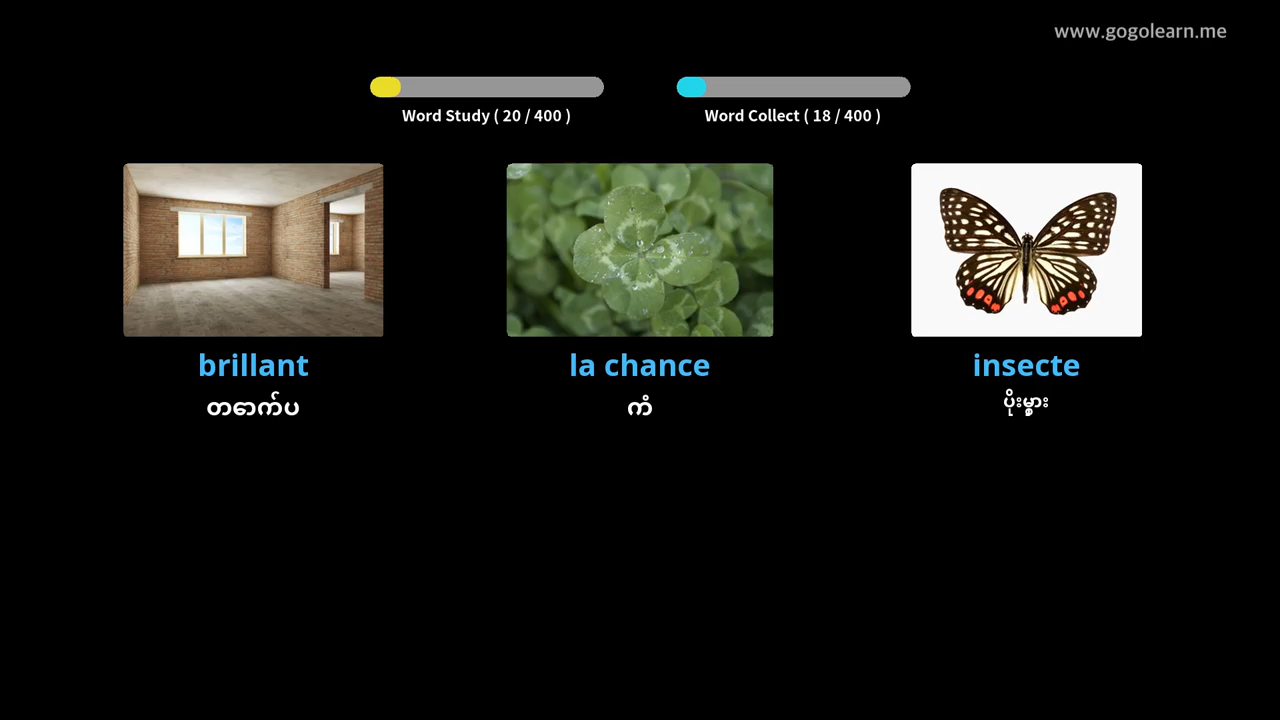 www.gogolearn.me
Word Study ( 20 / 400 )
Word Collect ( 18 / 400 )
brillant
la chance
insecte
တောက်ပ
ကံ
ပိုးမွှား